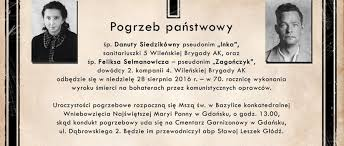 Pogrzeb państwowy
śp. Danuty Siedzikówny pseudonim „Inka”,
sanitariuszki 5 Wileńskiej Brygady AK, oraz
śp. Feliksa Selmanowicza – pseudonim „Zagończyk”,
dowódcy 2. kompanii 4. Wileńskiej Brygady AK
odbędzie się w niedzielę 28 sierpnia 2016 r. – w 70. rocznicę wykonania
wyroku śmierci na bohaterach przez komunistycznych oprawców.
Uroczystości pogrzebowe rozpoczną się Mszą św. w Bazylice konkatedralnej
Wniebowzięcia Najświętszej Maryi Panny w Gdańsku, o godz. 13.00,
skąd kondukt pogrzebowy uda się na Cmentarz Garnizonowy w Gdańsku,
ul. Dąbrowskiego 2. Będzie im przewodniczył abp Sławoj Leszek Głódź.